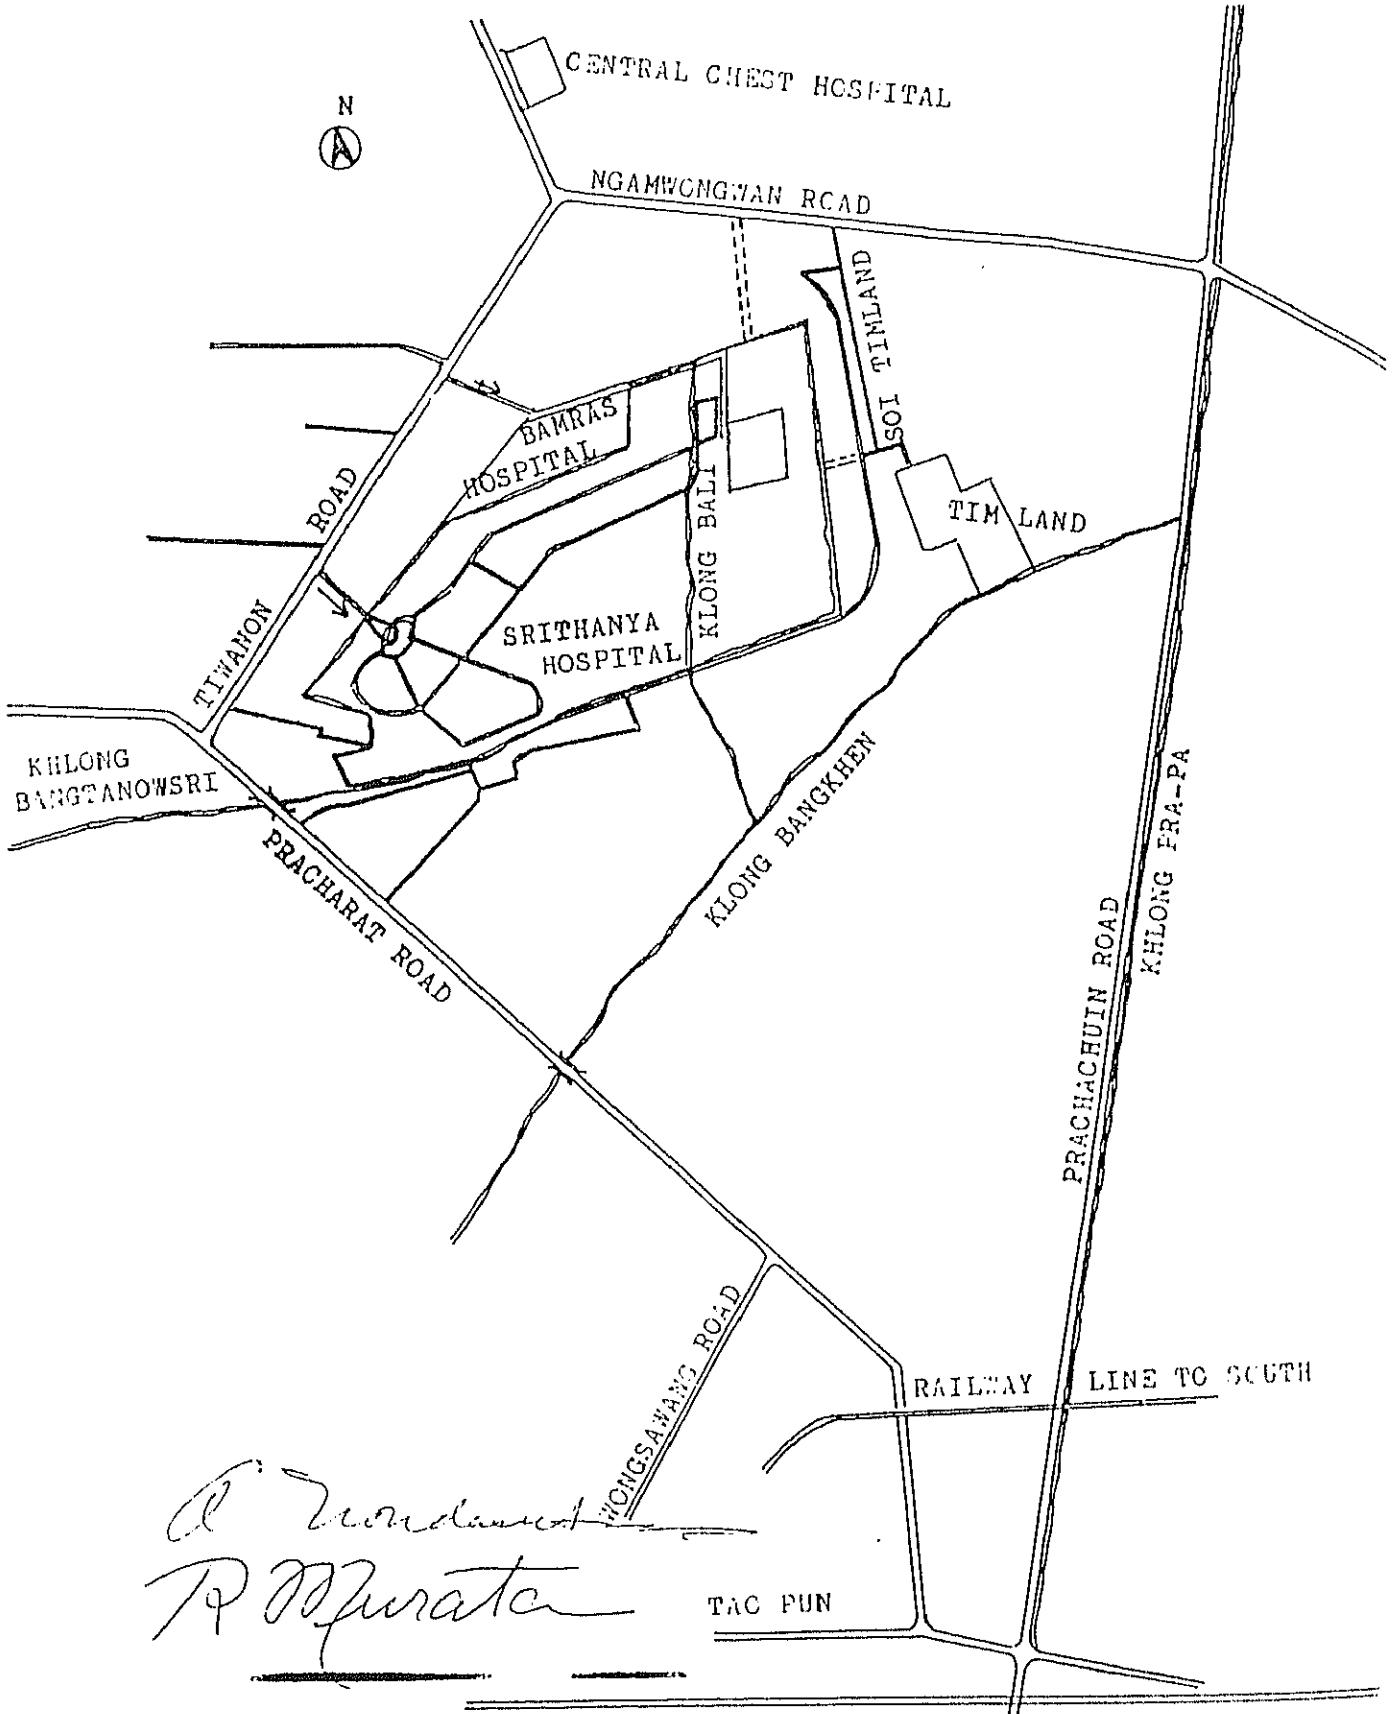 CENTRAL CHEST HOSPITAL
N
NGAMWONGWAN ROAD
SOI TIMLAND
BAMRAS
HOSPITAL
ROAD
TIWANON
KLONG BALI
TIM LAND
SRITHANYA
HOSPITAL
KHLONG
BANGTANOWSRI
PRACHARAT ROAD
KLONG BANGKHEN
KHLONG PRA-PA
PRACHACHUIN ROAD
WONGSAWANG ROAD
RAILWAY LINE TO SOUTH
R Murata
TAO PUN